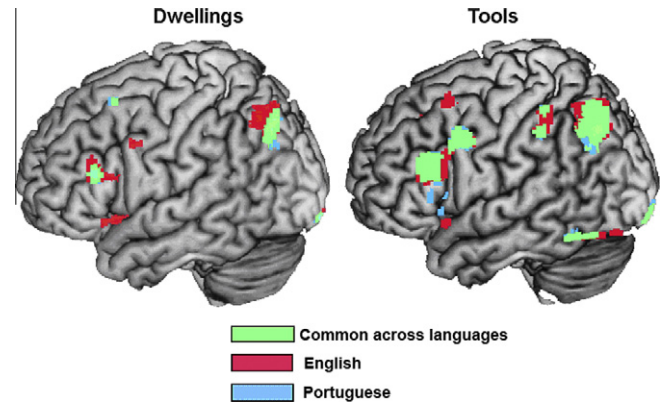 Dwellings
Tools
Common across languages
English
Portuguese